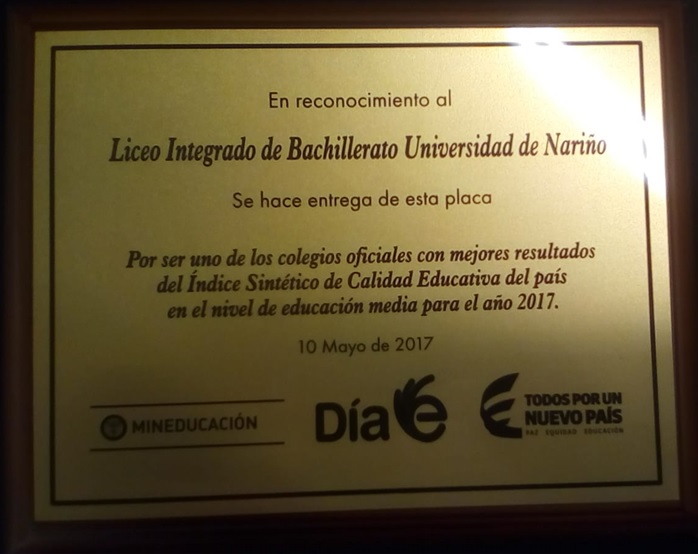 En reconocimiento al
Liceo Integrado de Bachillerato Universidad de Nariño
Se hace entrega de esta placa
Por ser uno de los colegios oficiales con mejores resultados
del Índice Sintético de Calidad Educativa del país
en el nivel de educación media para el año 2017.
10 Mayo de 2017
MINEDUCACIÓN
Día e
TODOS POR UN
NUEVO PAÍS
PAZ EQUIDAD EDUCACIÓN